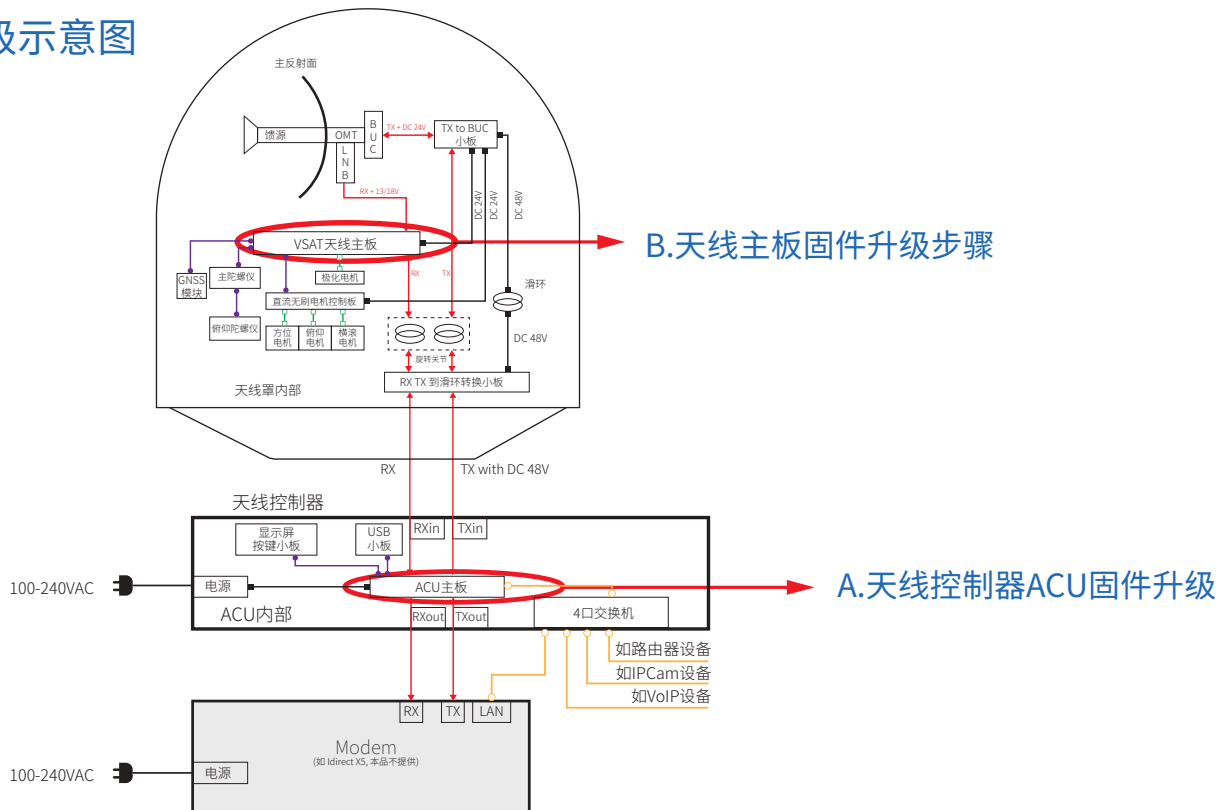 级示意图
主反射面
馈源
OMT
BUC
LNB
TX + DC 24V
TX to BUC
小板
RX + 13/18V
DC 24V
DC 24V
DC 48V
VSAT天线主板
B.天线主板固件升级步骤
GNSS
模块
主陀螺仪
极化电机
RX
TX
滑环
直流无刷电机控制板
俯仰陀螺仪
方位
电机
俯仰
电机
横滚
电机
DC 48V
旋转关节
RX TX 到滑环转换小板
天线罩内部
RX
TX with DC 48V
天线控制器
显示屏
按键小板
USB
小板
RXin
TXin
100-240VAC
电源
ACU主板
A.天线控制器ACU固件升级
ACU内部
RXout
TXout
4口交换机
如路由器设备
如IPCam设备
如VoIP设备
RX
TX
LAN
Modem
(如 Idirect X5, 本品不提供)
100-240VAC
电源